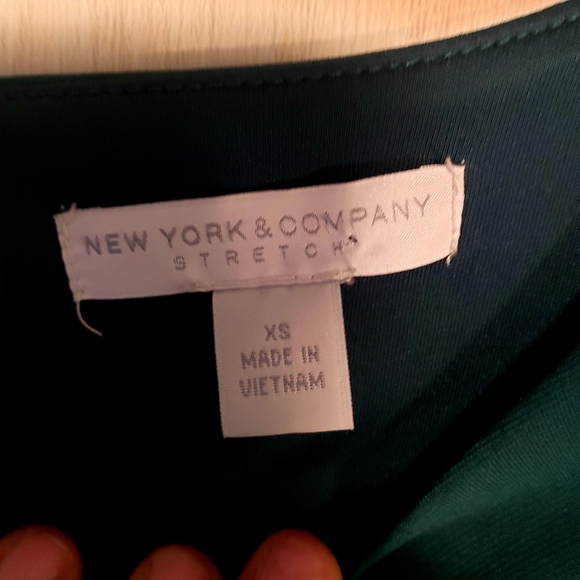 NEW YORK & COMPANY
STRETCH
XS
MADE IN
VIETNAM